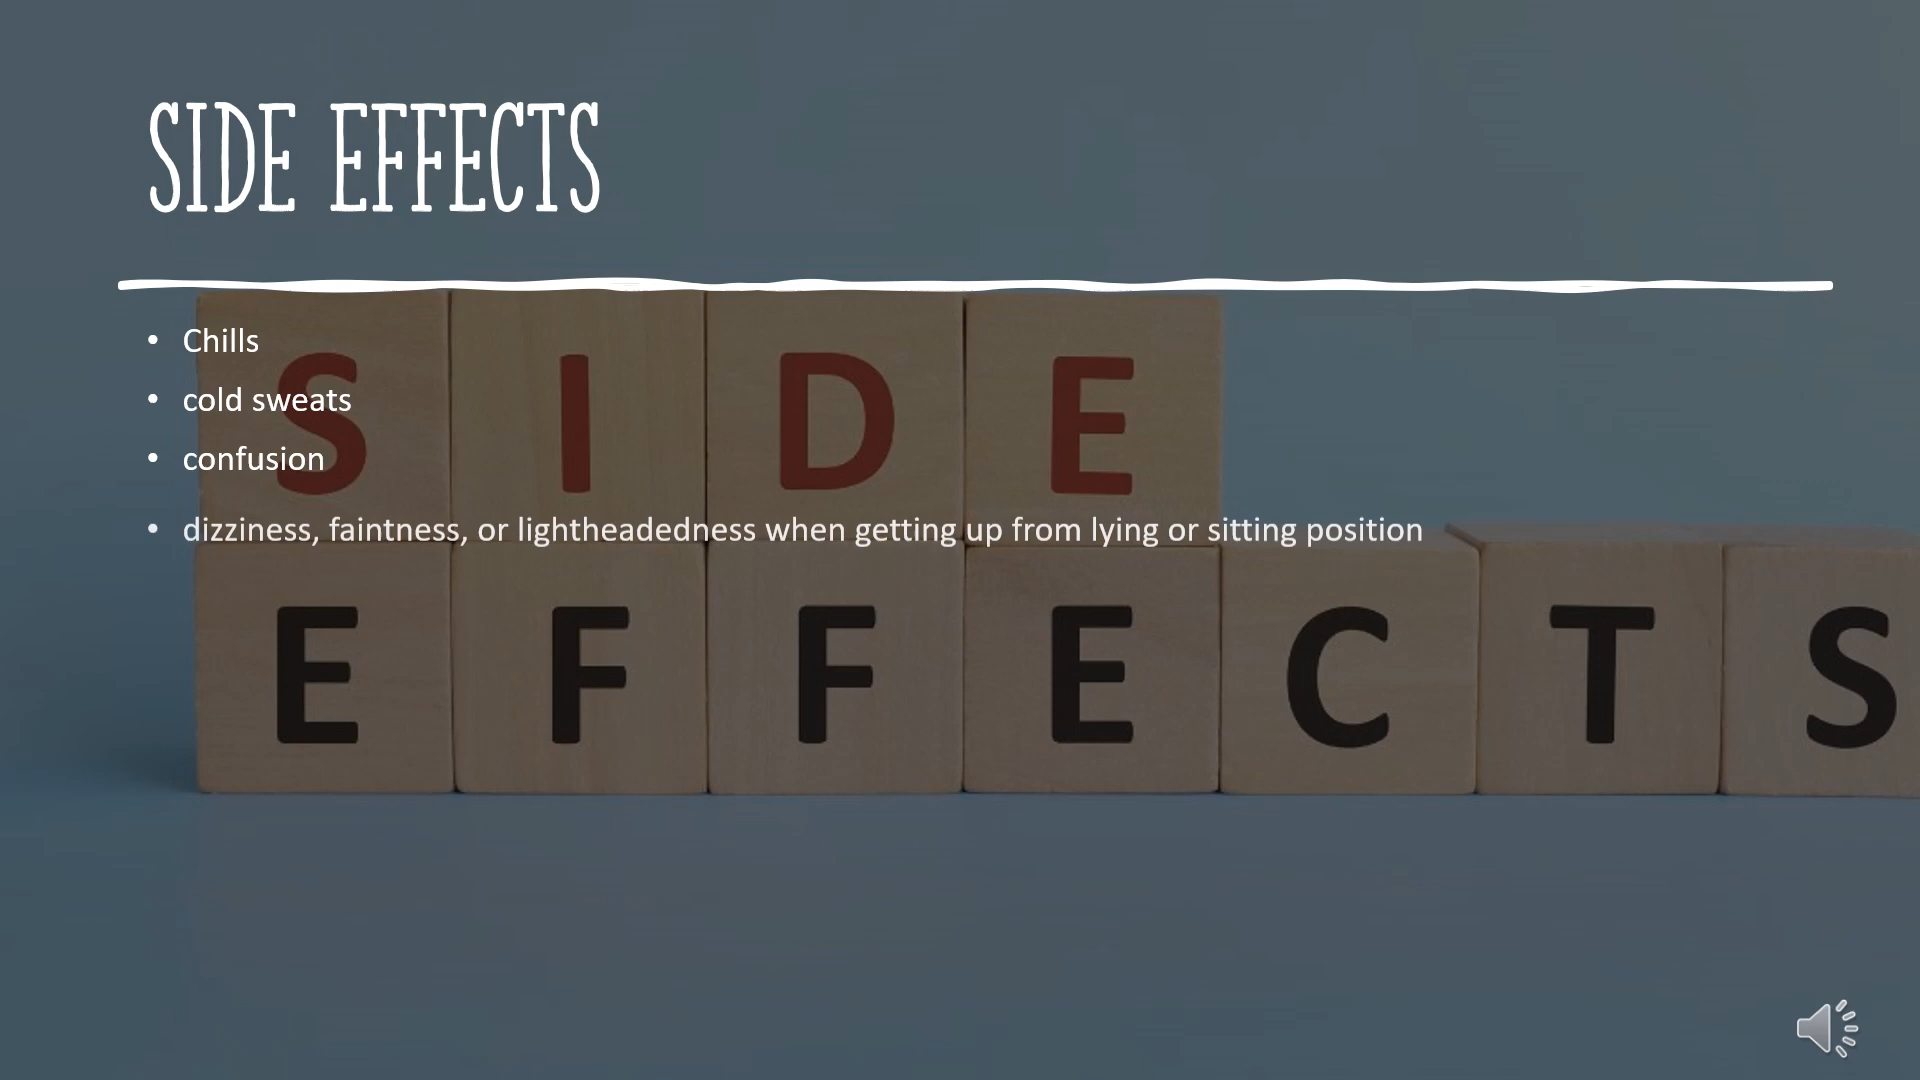 SIDE EFFECTS
• Chills
• cold sweats
• confusion
• dizziness, faintness, or lightheadedness when getting up from lying or sitting position
SIDE
EFFECTS